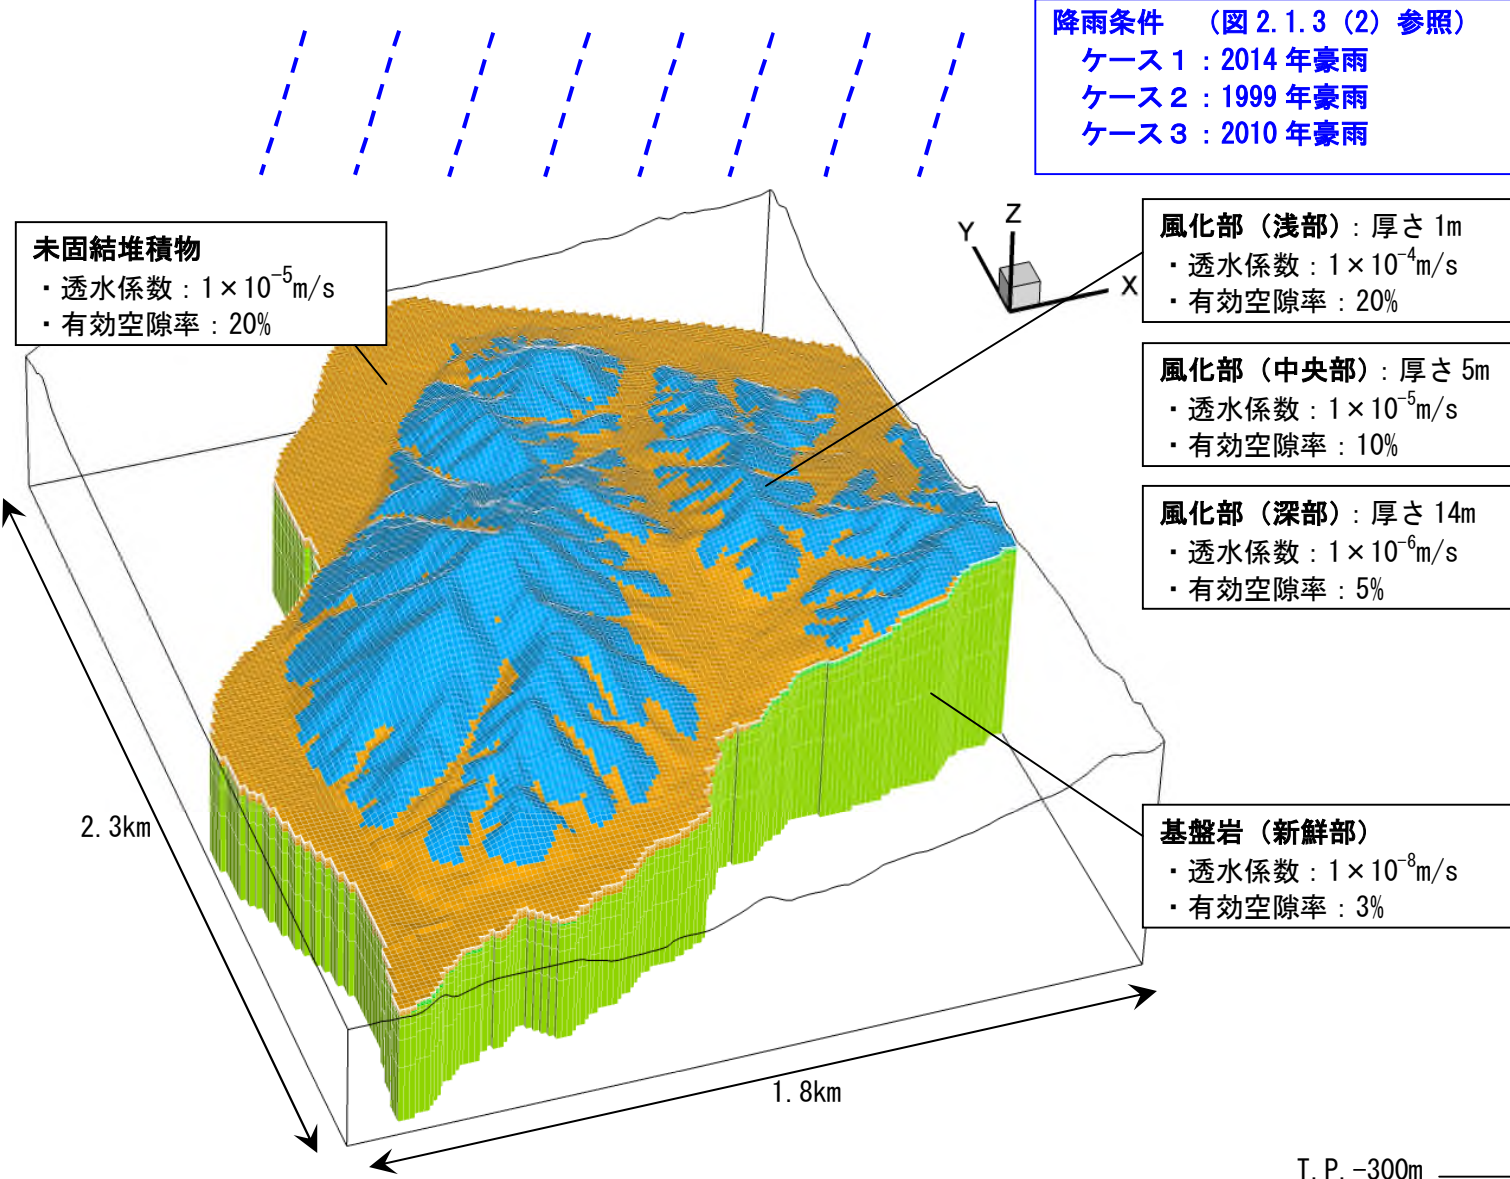 降雨条件 （図 2.1.3（2）参照）
ケース１：2014 年豪雨
ケース２：1999 年豪雨
ケース３：2010 年豪雨
未固結堆積物
・透水係数：1×10⁻⁵m/s
・有効空隙率：20%
Y
Z
X
風化部（浅部）：厚さ 1m
・透水係数：1×10⁻⁴m/s
・有効空隙率：20%
風化部（中央部）：厚さ 5m
・透水係数：1×10⁻⁵m/s
・有効空隙率：10%
風化部（深部）：厚さ 14m
・透水係数：1×10⁻⁶m/s
・有効空隙率：5%
基盤岩（新鮮部）
・透水係数：1×10⁻⁸m/s
・有効空隙率：3%
2.3km
1.8km
T.P.-300m